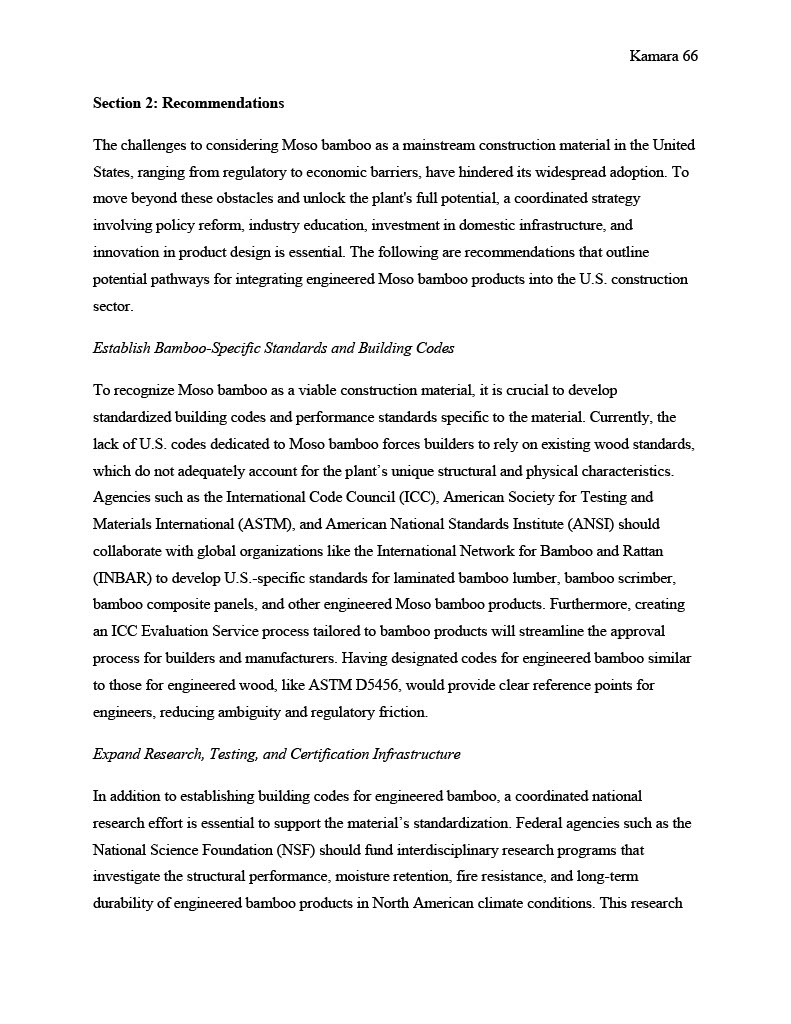 Kamara 66
Section 2: Recommendations
The challenges to considering Moso bamboo as a mainstream construction material in the United
States, ranging from regulatory to economic barriers, have hindered its widespread adoption. To
move beyond these obstacles and unlock the plant's full potential, a coordinated strategy
involving policy reform, industry education, investment in domestic infrastructure, and
innovation in product design is essential. The following are recommendations that outline
potential pathways for integrating engineered Moso bamboo products into the U.S. construction
sector.
Establish Bamboo-Specific Standards and Building Codes
To recognize Moso bamboo as a viable construction material, it is crucial to develop
standardized building codes and performance standards specific to the material. Currently, the
lack of U.S. codes dedicated to Moso bamboo forces builders to rely on existing wood standards,
which do not adequately account for the plant’s unique structural and physical characteristics.
Agencies such as the International Code Council (ICC), American Society for Testing and
Materials International (ASTM), and American National Standards Institute (ANSI) should
collaborate with global organizations like the International Network for Bamboo and Rattan
(INBAR) to develop U.S.-specific standards for laminated bamboo lumber, bamboo scrimber,
bamboo composite panels, and other engineered Moso bamboo products. Furthermore, creating
an ICC Evaluation Service process tailored to bamboo products will streamline the approval
process for builders and manufacturers. Having designated codes for engineered bamboo similar
to those for engineered wood, like ASTM D5456, would provide clear reference points for
engineers, reducing ambiguity and regulatory friction.
Expand Research, Testing, and Certification Infrastructure
In addition to establishing building codes for engineered bamboo, a coordinated national
research effort is essential to support the material’s standardization. Federal agencies such as the
National Science Foundation (NSF) should fund interdisciplinary research programs that
investigate the structural performance, moisture retention, fire resistance, and long-term
durability of engineered bamboo products in North American climate conditions. This research